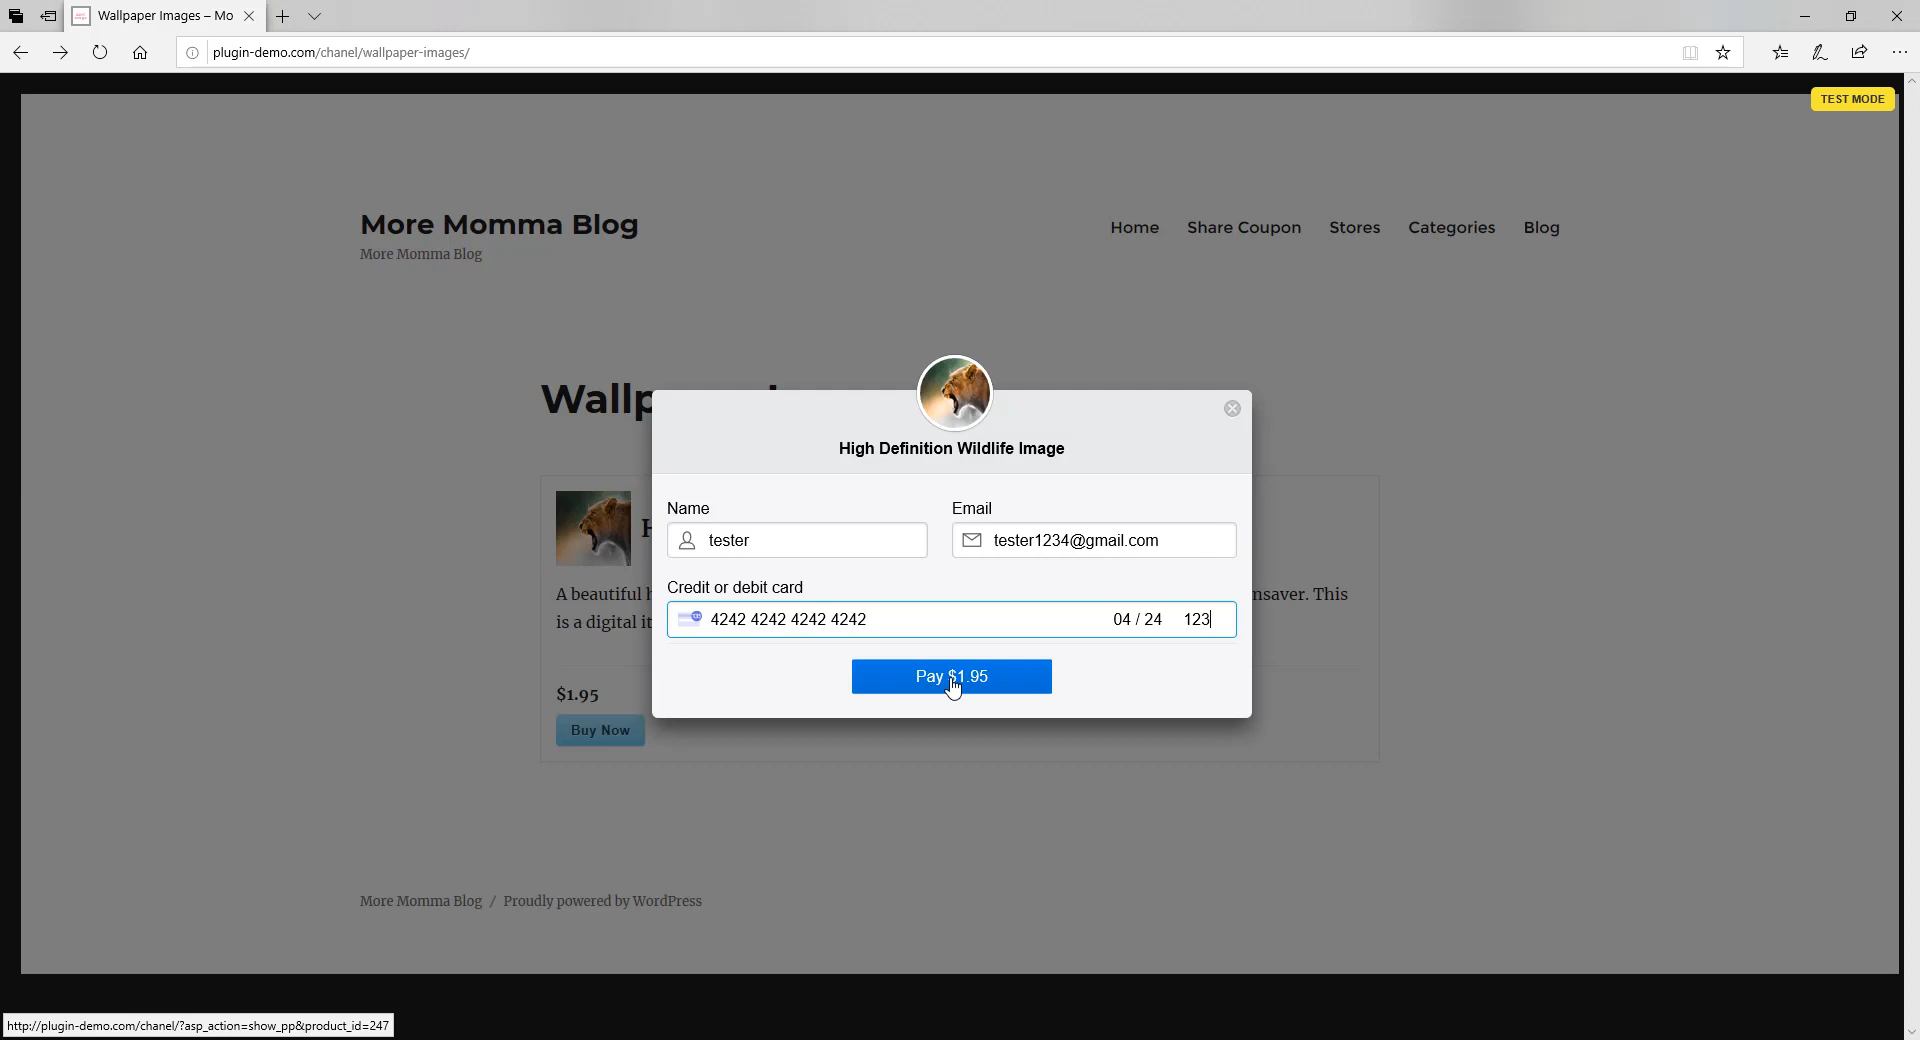 Wallpaper Images – Mo
plugin-demo.com/chanel/wallpaper-images/
TEST MODE
More Momma Blog
More Momma Blog
Home Share Coupon Stores Categories Blog
High Definition Wildlife Image
Name Email
tester tester1234@gmail.com
A beautiful
nsaver. This
is a digital
Credit or debit card
4242 4242 4242 4242 04 / 24 123
Pay $1.95
$1.95
Buy Now
More Momma Blog / Proudly powered by WordPress
http://plugin-demo.com/chanel/?asp_action=show_pp&product_id=247